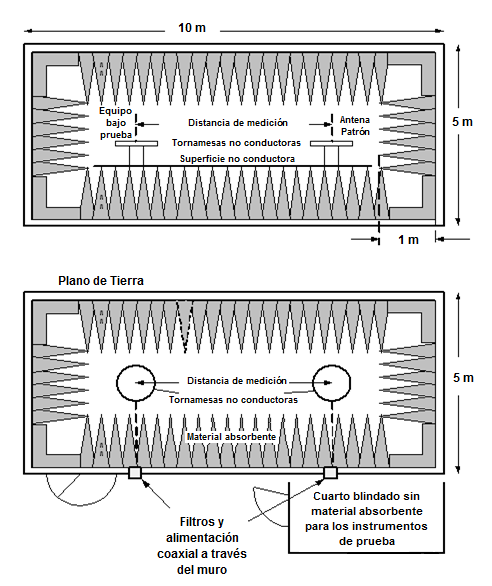 10 m
Equipo
bajo
prueba
Distancia de medición
Antena
Patrón
5 m
Tornamesas no conductoras
Superficie no conductora
1 m
Plano de Tierra
Distancia de medición
5 m
Tornamesas no conductoras
Material absorbente
Filtros y
alimentación
coaxial a través
del muro
Cuarto blindado sin
material absorbente
para los instrumentos
de prueba